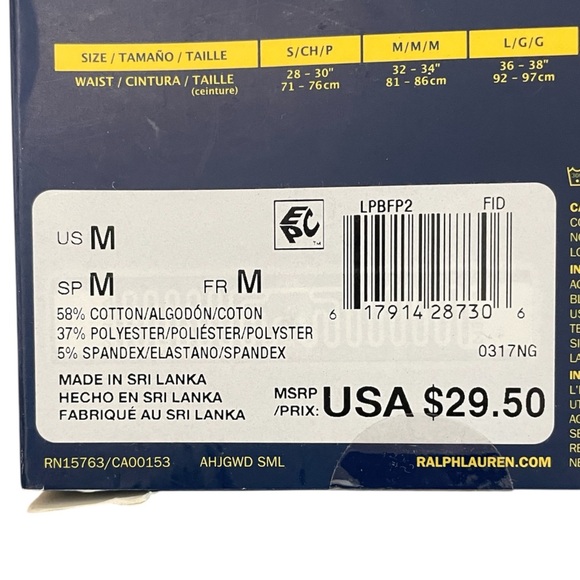 SIZE / TAMAÑO / TAILLE S/CH/P M/M/M L/G/G
WAIST / CINTURA / TAILLE 28 - 30" 32 - 34" 36 - 38"
(ceinture) 71 - 76cm 81 - 86cm 92 - 97cm
US M
EPC
TM
LPBFP2 FID
SP M FR M
6 17914 28730 6
58% COTTON/ALGODÓN/COTON
37% POLYESTER/POLIÉSTER/POLYSTER
5% SPANDEX/ELASTANO/SPANDEX
0317NG
MADE IN SRI LANKA
HECHO EN SRI LANKA
FABRIQUÉ AU SRI LANKA
MSRP
/PRIX: USA $29.50
RN15763/CA00153 AHJGWD SML RALPHLAUREN.COM